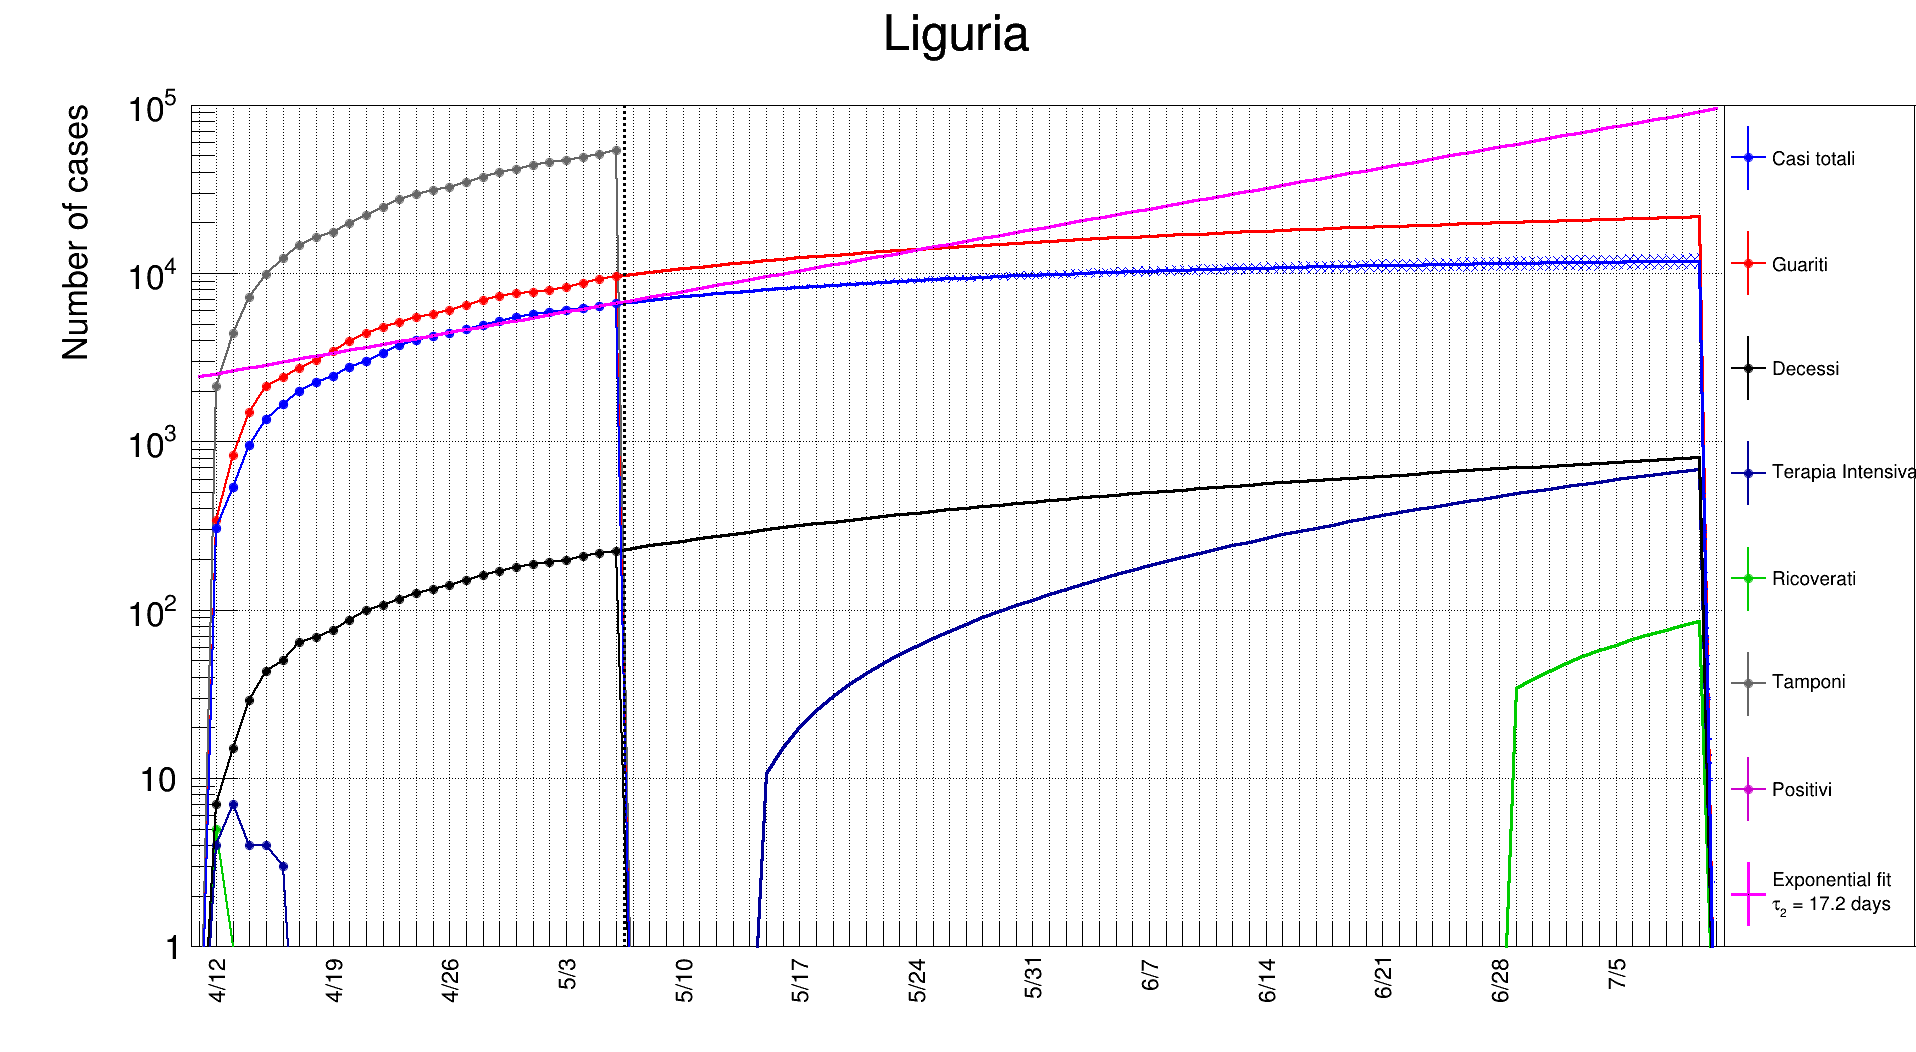 Liguria
Number of cases
10^5
10^4
10^3
10^2
10
1
4/12
4/19
4/26
5/3
5/10
5/17
5/24
5/31
6/7
6/14
6/21
6/28
7/5
Casi totali
Guariti
Decessi
Terapia Intensiva
Ricoverati
Tamponi
Positivi
Exponential fit
τ₂ = 17.2 days